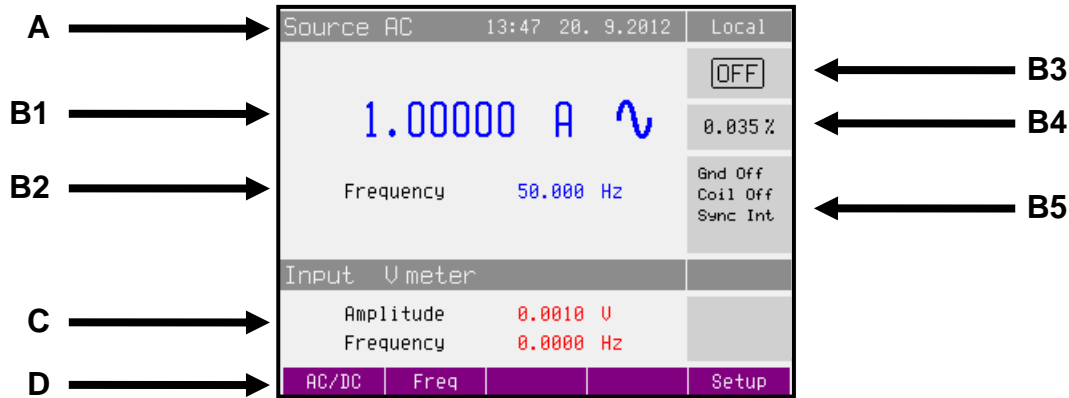 A
Source AC 13:47 20. 9.2012 Local
OFF
B3
B1
1.00000 A
0.035%
B4
B2
Frequency 50.000 Hz
Gnd Off
Coil Off
Sync Int
B5
Input V meter
C
Amplitude 0.0010 V
Frequency 0.0000 Hz
D
AC/DC Freq Setup